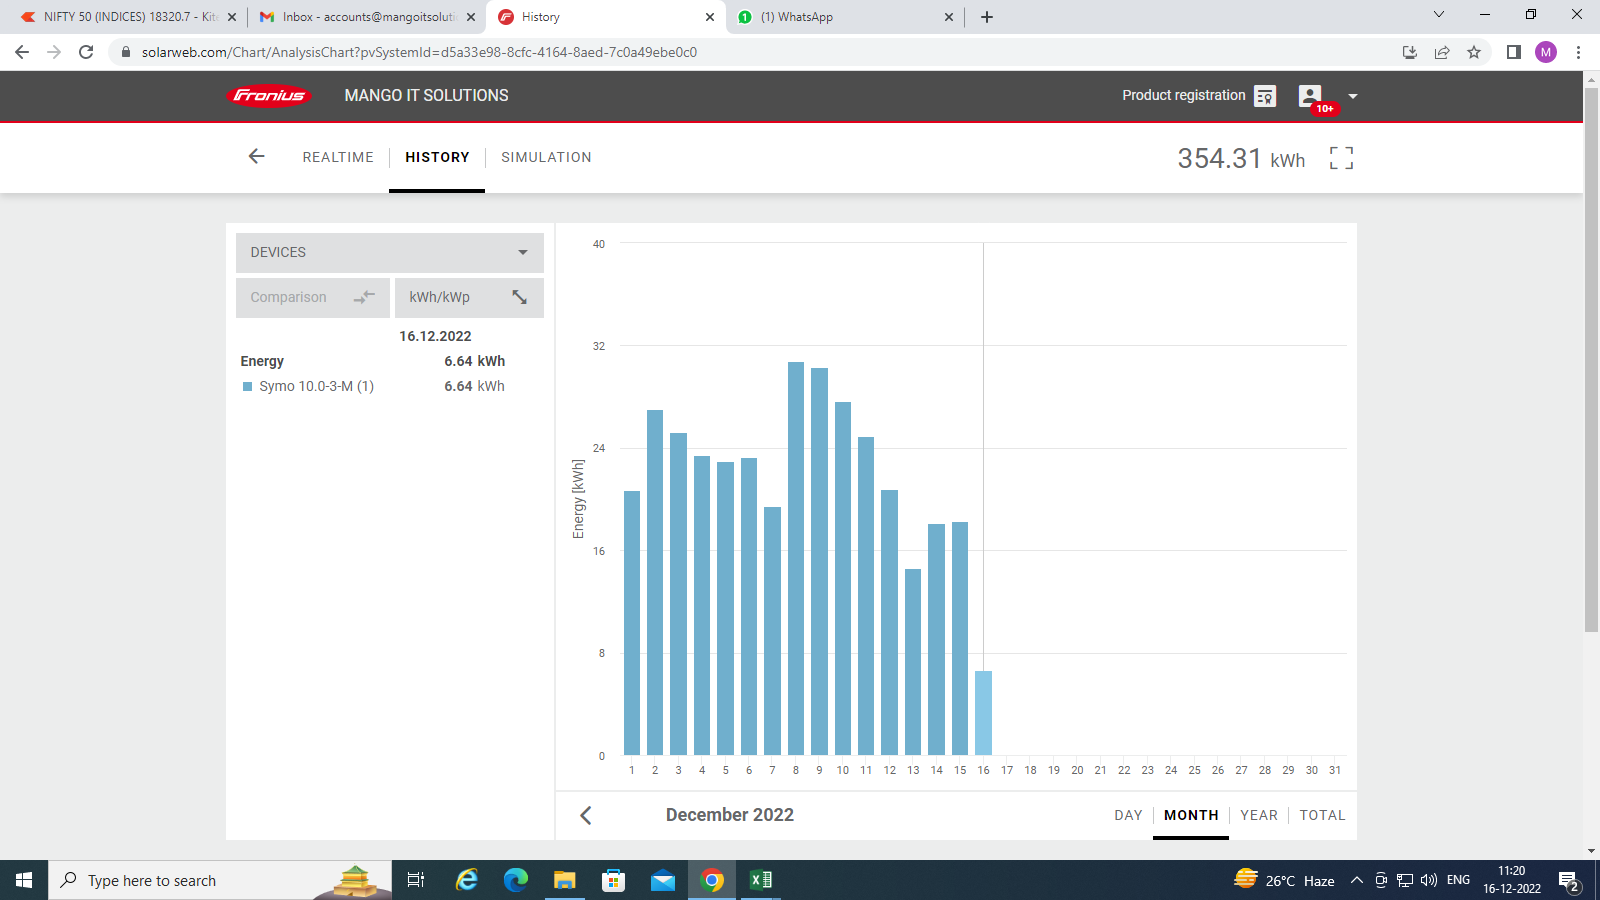 NIFTY 50 (INDICES) 18320.7 - Kit
Inbox - accounts@mangoitsoluti
History
(1) WhatsApp
solarweb.com/Chart/AnalysisChart?pvSystemId=d5a33e98-8cfc-4164-8aed-7c0a49ebe0c0
M
Fronius
MANGO IT SOLUTIONS
Product registration
10+
REALTIME
HISTORY
SIMULATION
354.31 kWh
DEVICES
Comparison
kWh/kWp
16.12.2022
Energy 6.64 kWh
Symo 10.0-3-M (1) 6.64 kWh
Energy [kWh]
40
32
24
16
8
0
1 2 3 4 5 6 7 8 9 10 11 12 13 14 15 16 17 18 19 20 21 22 23 24 25 26 27 28 29 30 31
December 2022
DAY
MONTH
YEAR
TOTAL
Type here to search
26°C Haze
ENG
11:20
16-12-2022
2